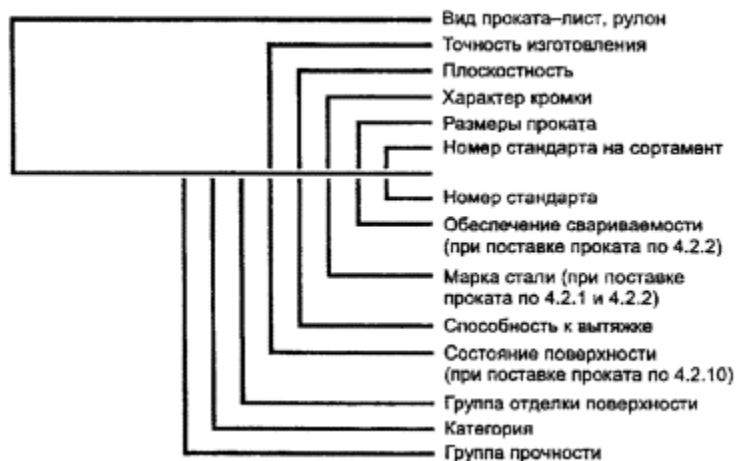 Вид проката–лист, рулон
Точность изготовления
Плоскостность
Характер кромки
Размеры проката
Номер стандарта на сортамент
Номер стандарта
Обеспечение свариваемости
(при поставке проката по 4.2.2)
Марка стали (при поставке
проката по 4.2.1 и 4.2.2)
Способность к вытяжке
Состояние поверхности
(при поставке проката по 4.2.10)
Группа отделки поверхности
Категория
Группа прочности